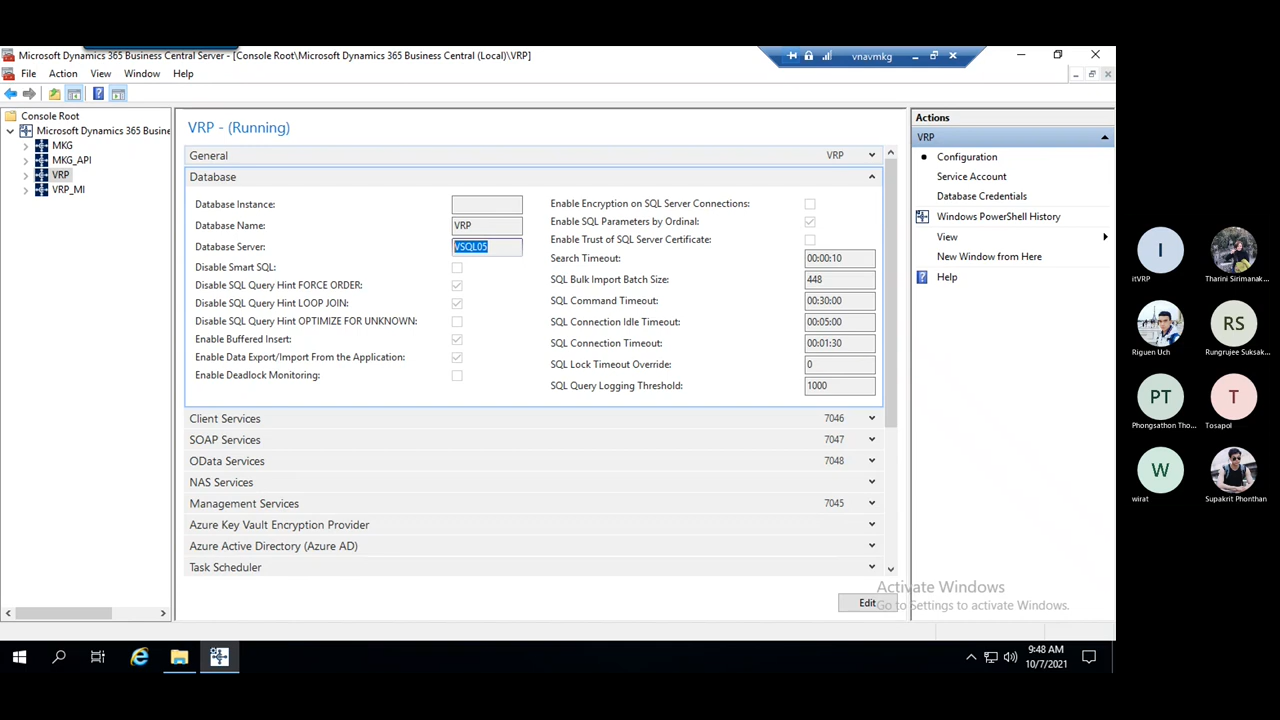 Microsoft Dynamics 365 Business Central Server - [Console Root\Microsoft Dynamics 365 Business Central (Local)\VRP]
vnavmkg
File Action View Window Help
Console Root
Microsoft Dynamics 365 Busine
MKG
MKG_API
VRP
VRP_MI
VRP - (Running)
General VRP
Database
Database Instance:
Database Name: VRP
Database Server: VSQL05
Disable Smart SQL:
Disable SQL Query Hint FORCE ORDER:
Disable SQL Query Hint LOOP JOIN:
Disable SQL Query Hint OPTIMIZE FOR UNKNOWN:
Enable Buffered Insert:
Enable Data Export/Import From the Application:
Enable Deadlock Monitoring:
Enable Encryption on SQL Server Connections:
Enable SQL Parameters by Ordinal:
Enable Trust of SQL Server Certificate:
Search Timeout: 00:00:10
SQL Bulk Import Batch Size: 448
SQL Command Timeout: 00:30:00
SQL Connection Idle Timeout: 00:05:00
SQL Connection Timeout: 00:01:30
SQL Lock Timeout Override: 0
SQL Query Logging Threshold: 1000
Client Services 7046
SOAP Services 7047
OData Services 7048
NAS Services
Management Services 7045
Azure Key Vault Encryption Provider
Azure Active Directory (Azure AD)
Task Scheduler
Edit
Actions
VRP
Configuration
Service Account
Database Credentials
Windows PowerShell History
View
New Window from Here
Help
Activate Windows
Go to Settings to activate Windows.
9:48 AM
10/7/2021
I
itVRP
Tharini Sirimanak...
Riguen Uch
RS
Rungrujee Suksak...
PT
Phongsathon Tho...
T
Tosapol
W
wirat
Supakrit Phonthan